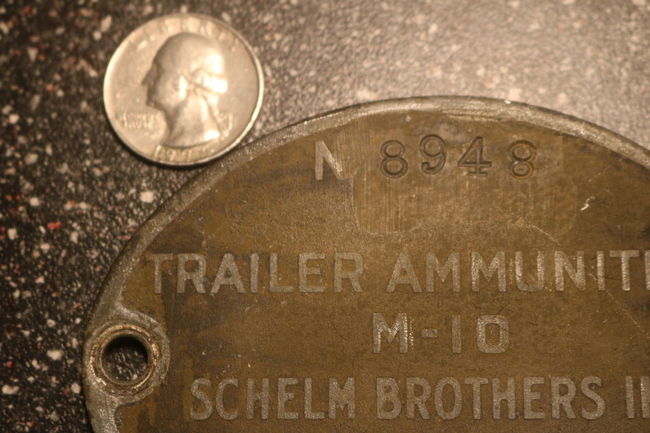 N 8948
TRAILER AMMUNIT
M-10
SCHELM BROTHERS I